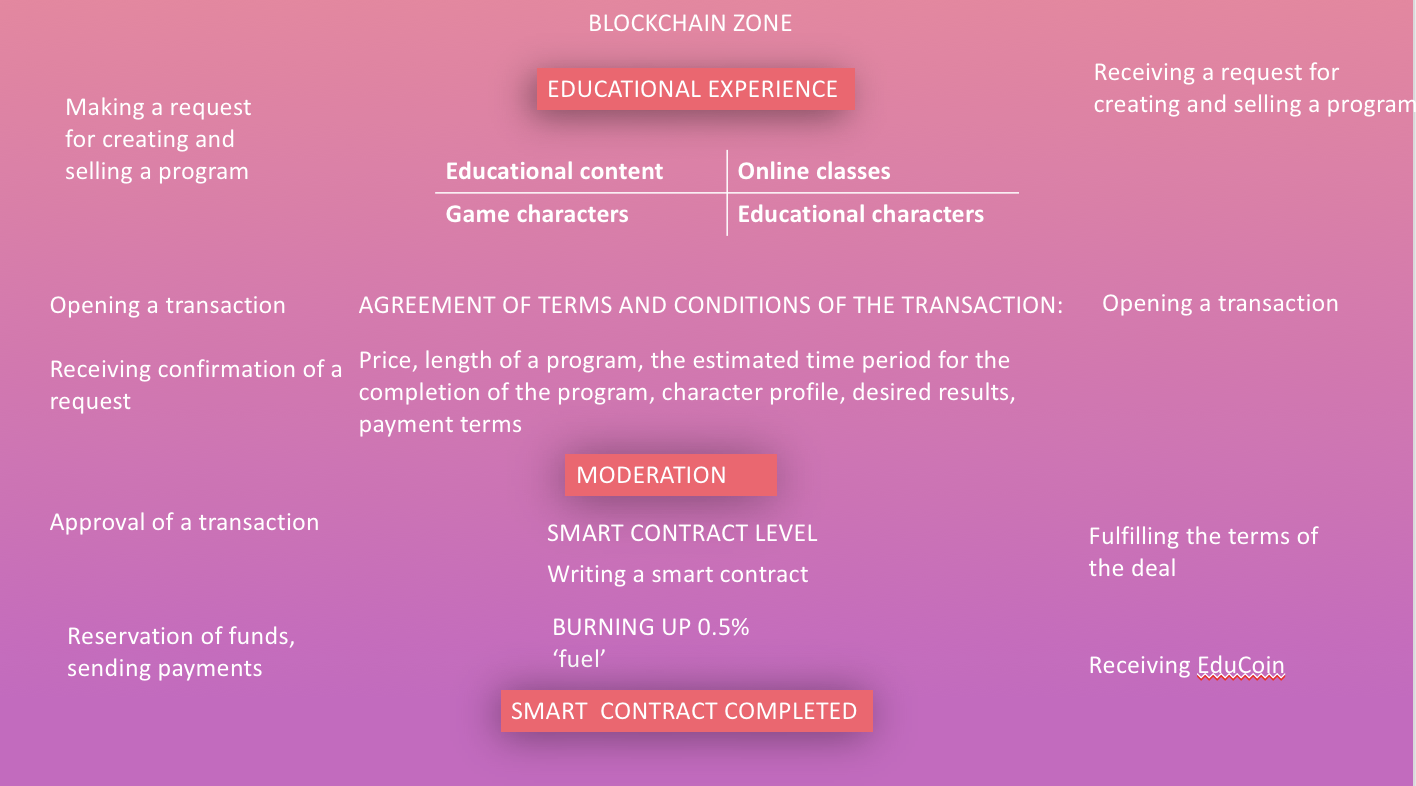 BLOCKCHAIN ZONE
EDUCATIONAL EXPERIENCE
Making a request
for creating and
selling a program
Receiving a request for
creating and selling a program
Educational content
Online classes
Game characters
Educational characters
Opening a transaction
AGREEMENT OF TERMS AND CONDITIONS OF THE TRANSACTION:
Opening a transaction
Receiving confirmation of a
request
Price, length of a program, the estimated time period for the
completion of the program, character profile, desired results,
payment terms
MODERATION
Approval of a transaction
SMART CONTRACT LEVEL
Writing a smart contract
Fulfilling the terms of
the deal
BURNING UP 0.5%
‘fuel’
Reservation of funds,
sending payments
Receiving EduCoin
SMART  CONTRACT COMPLETED